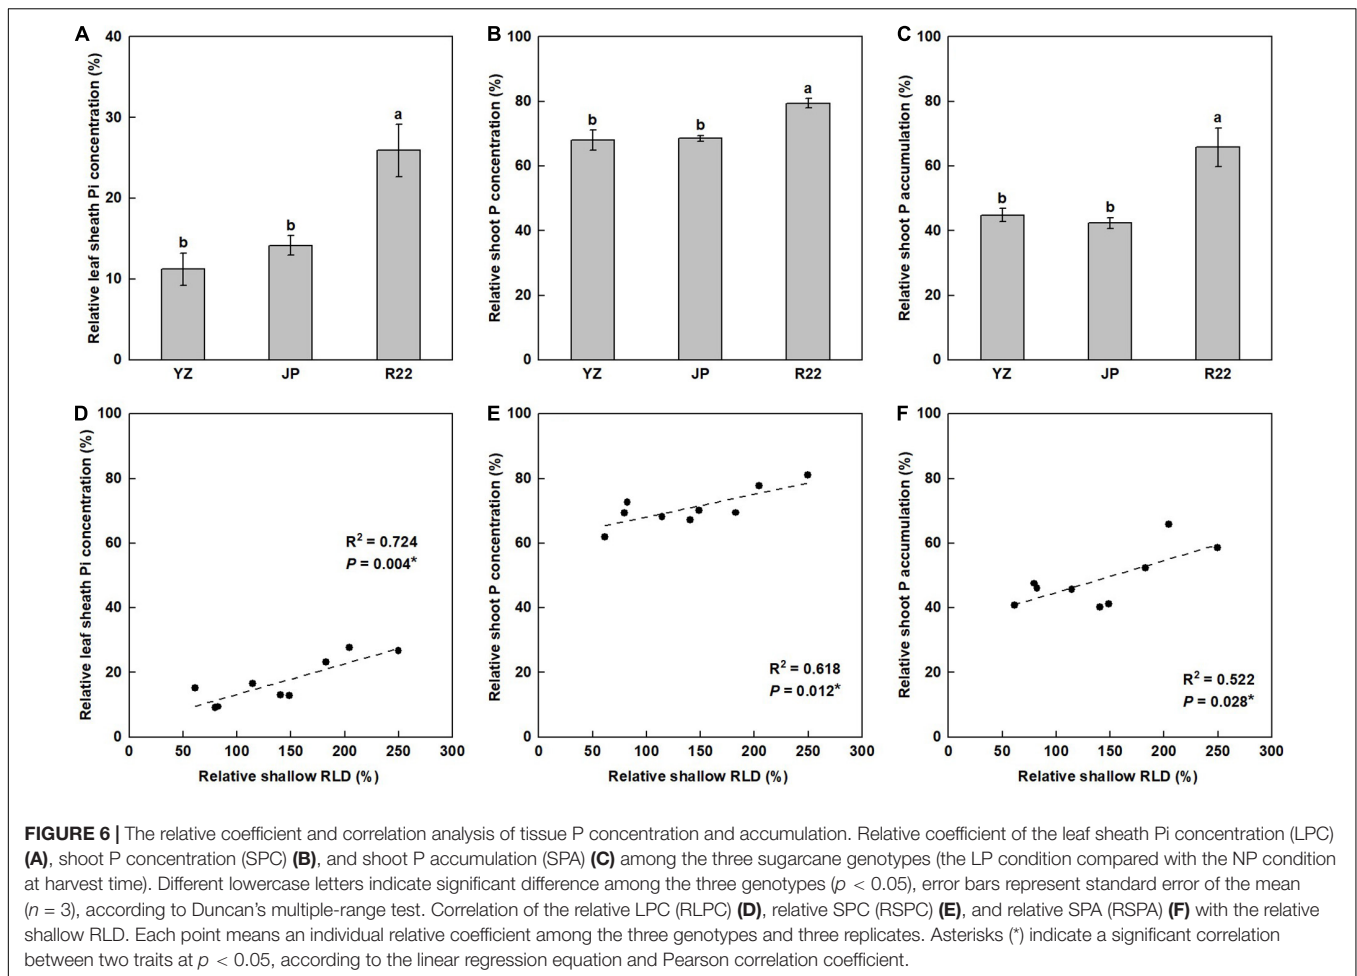 A
Relative leaf sheath Pi concentration (%)
40
30
20
10
0
b
b
a
YZ
JP
R22
B
Relative shoot P concentration (%)
100
80
60
40
20
0
b
b
a
YZ
JP
R22
C
Relative shoot P accumulation (%)
100
80
60
40
20
0
b
b
a
YZ
JP
R22
D
Relative leaf sheath Pi concentration (%)
100
80
60
40
20
0
R² = 0.724
P = 0.004*
0 50 100 150 200 250 300
Relative shallow RLD (%)
E
Relative shoot P concentration (%)
100
80
60
40
20
0
R² = 0.618
P = 0.012*
0 50 100 150 200 250 300
Relative shallow RLD (%)
F
Relative shoot P accumulation (%)
100
80
60
40
20
0
R² = 0.522
P = 0.028*
0 50 100 150 200 250 300
Relative shallow RLD (%)
FIGURE 6 | The relative coefficient and correlation analysis of tissue P concentration and accumulation. Relative coefficient of the leaf sheath Pi concentration (LPC)
(A), shoot P concentration (SPC) (B), and shoot P accumulation (SPA) (C) among the three sugarcane genotypes (the LP condition compared with the NP condition
at harvest time). Different lowercase letters indicate significant difference among the three genotypes (p < 0.05), error bars represent standard error of the mean
(n = 3), according to Duncan's multiple-range test. Correlation of the relative LPC (RLPC) (D), relative SPC (RSPC) (E), and relative SPA (RSPA) (F) with the relative
shallow RLD. Each point means an individual relative coefficient among the three genotypes and three replicates. Asterisks (*) indicate a significant correlation
between two traits at p < 0.05, according to the linear regression equation and Pearson correlation coefficient.